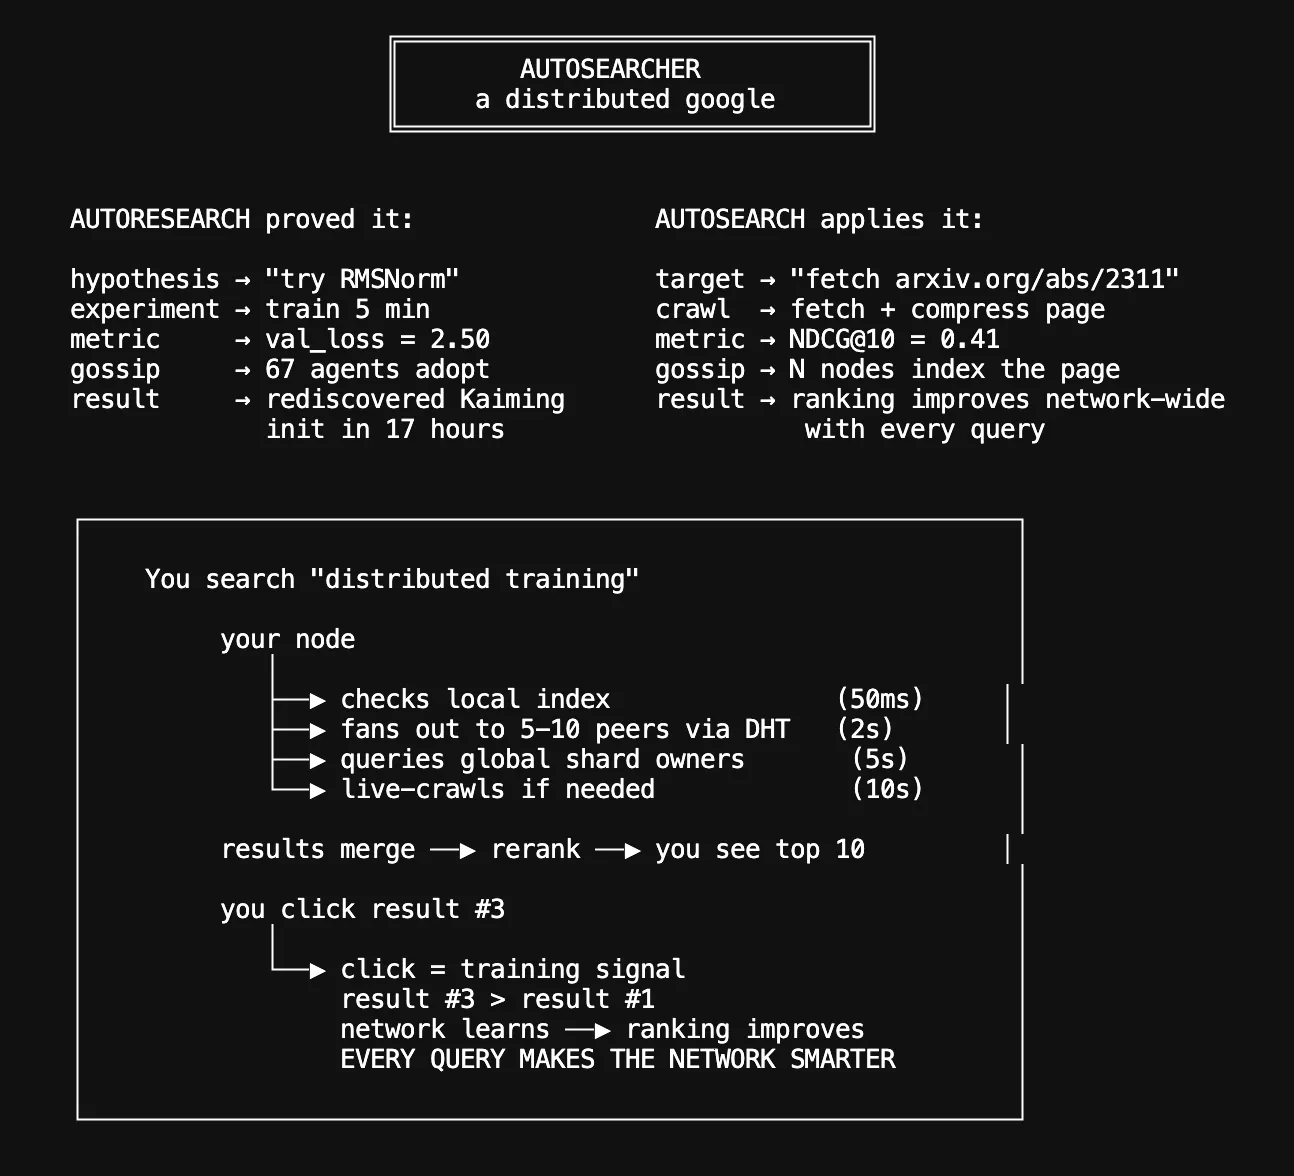 AUTOSEARCHER
a distributed google
AUTORESEARCH proved it:
hypothesis → "try RMSNorm"
experiment → train 5 min
metric → val_loss = 2.50
gossip → 67 agents adopt
result → rediscovered Kaiming
init in 17 hours
AUTOSEARCH applies it:
target → "fetch arxiv.org/abs/2311"
crawl → fetch + compress page
metric → NDCG@10 = 0.41
gossip → N nodes index the page
result → ranking improves network-wide
with every query
You search "distributed training"
your node
checks local index (50ms)
fans out to 5-10 peers via DHT (2s)
queries global shard owners (5s)
live-crawls if needed (10s)
results merge ──▶ rerank ──▶ you see top 10
you click result #3
click = training signal
result #3 > result #1
network learns ──▶ ranking improves
EVERY QUERY MAKES THE NETWORK SMARTER